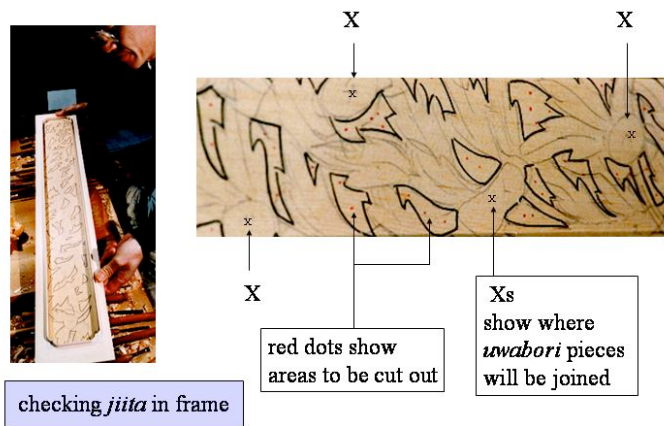 X
X
x
x
x
x
X
Xs
show where
uwabori pieces
will be joined
red dots show
areas to be cut out
checking jiita in frame